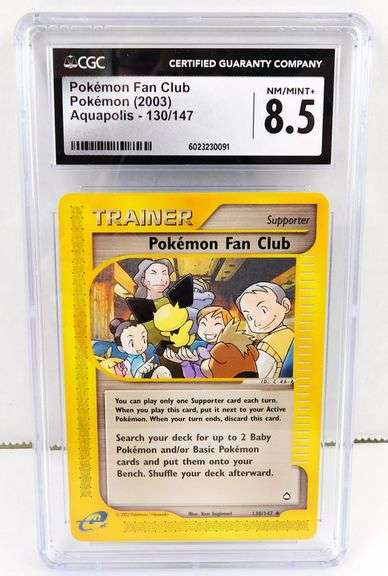 CGC CERTIFIED GUARANTY COMPANY
Pokémon Fan Club
Pokémon (2003)
Aquapolis - 130/147
NM/MINT+
8.5
6023230091
TRAINER Supporter
Pokémon Fan Club
You can play only one Supporter card each turn.
When you play this card, put it next to your Active
Pokémon. When your turn ends, discard this card.
Search your deck for up to 2 Baby
Pokémon and/or Basic Pokémon
cards and put them onto your
Bench. Shuffle your deck afterward.
Illus. Ken Sugimori
130/147